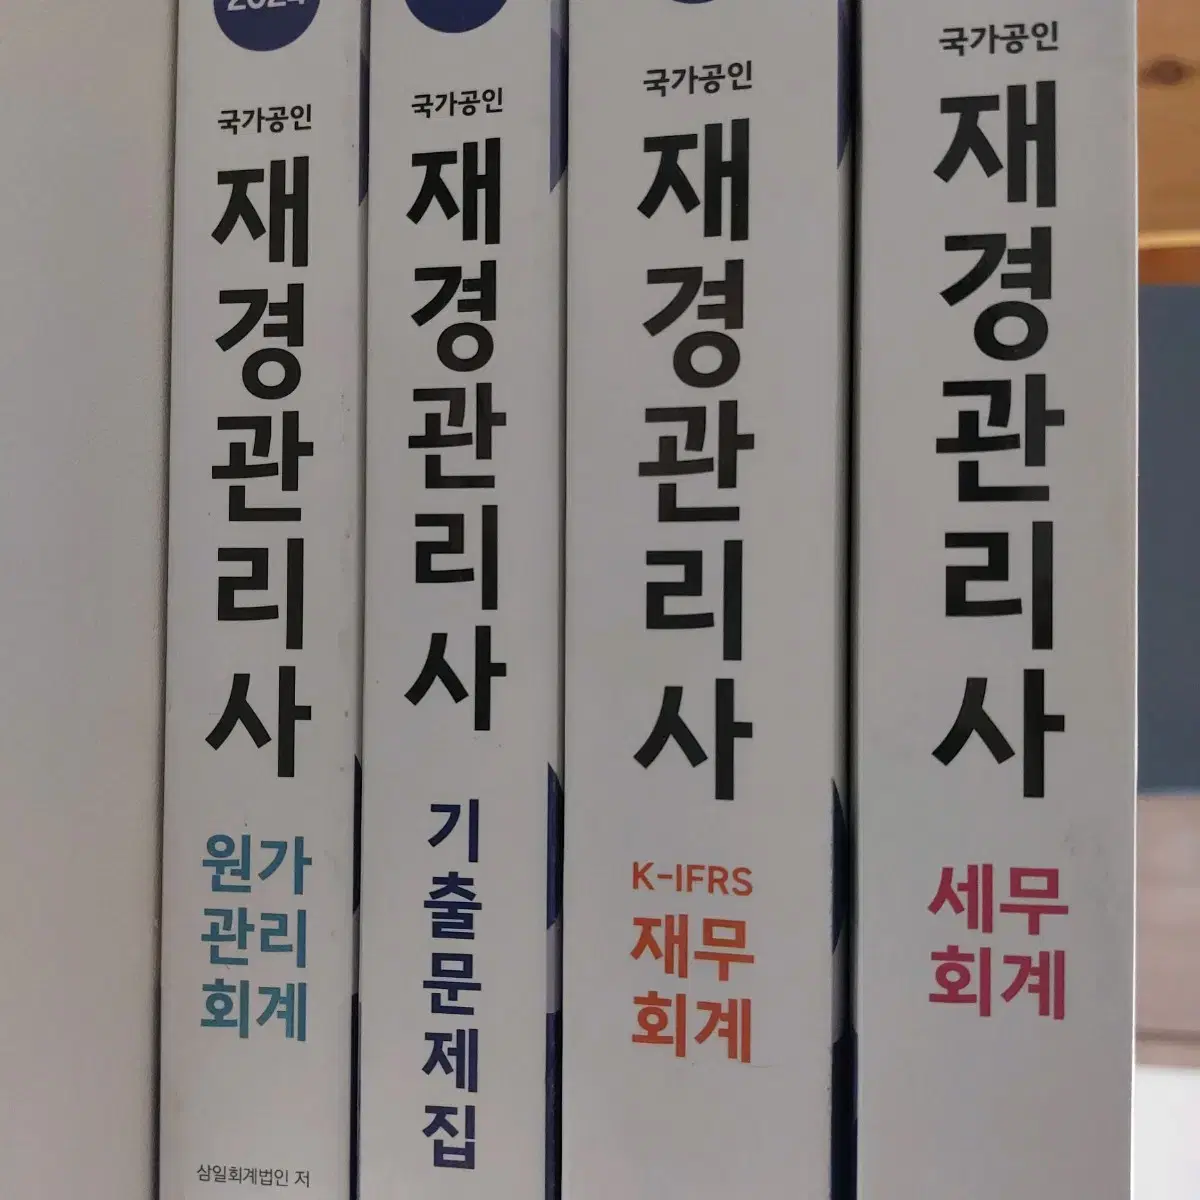 2024
국가공인
재경관리사
원가
관리
회계
삼일회계법인 저
국가공인
재경관리사
기출문제집
국가공인
재경관리사
K-IFRS
재무
회계
국가공인
재경관리사
세무
회계